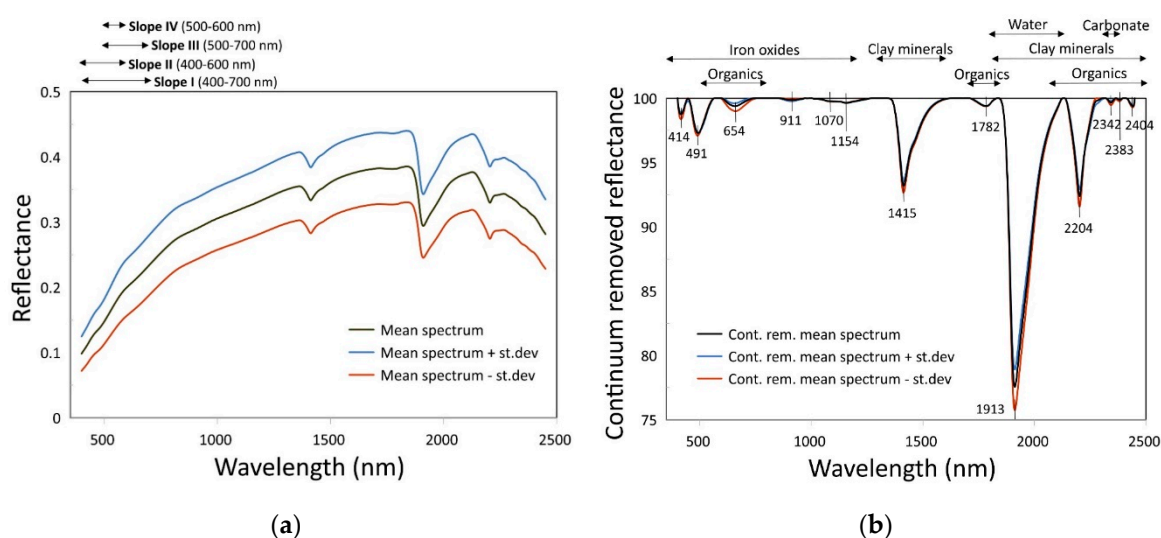 Slope IV (500-600 nm)
Slope III (500-700 nm)
Slope II (400-600 nm)
Slope I (400-700 nm)
0.5
0.4
0.3
0.2
0.1
0
Reflectance
Mean spectrum
Mean spectrum + st.dev
Mean spectrum - st.dev
500 1000 1500 2000 2500
Wavelength (nm)
(a)
Water Carbonate
Iron oxides Clay minerals Clay minerals
Organics Organics Organics
100
95
90
85
80
75
Continuum removed reflectance
414
491
654
911
1070
1154
1415
1782
1913
2204
2342
2383
2404
Cont. rem. mean spectrum
Cont. rem. mean spectrum + st.dev
Cont. rem. mean spectrum - st.dev
500 1000 1500 2000 2500
Wavelength (nm)
(b)